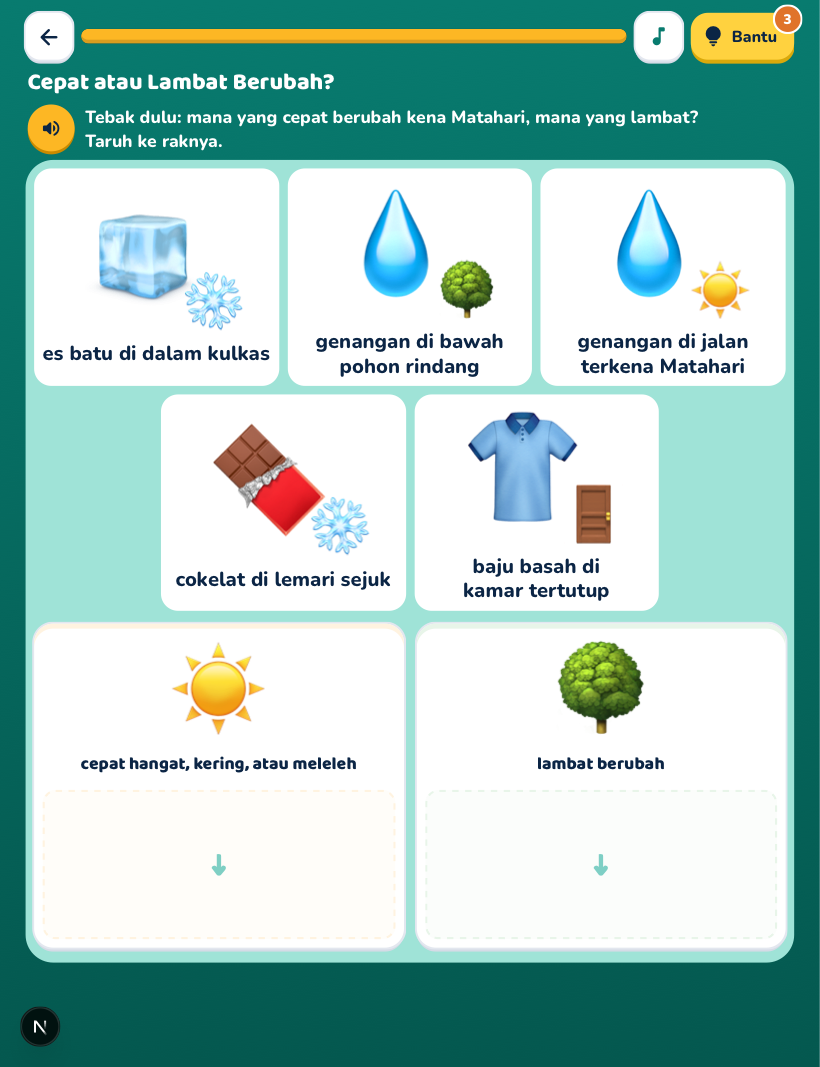 3
Bantu
Cepat atau Lambat Berubah?
Tebak dulu: mana yang cepat berubah kena Matahari, mana yang lambat?
Taruh ke raknya.
es batu di dalam kulkas
genangan di bawah
pohon rindang
genangan di jalan
terkena Matahari
cokelat di lemari sejuk
baju basah di
kamar tertutup
cepat hangat, kering, atau meleleh
lambat berubah
N